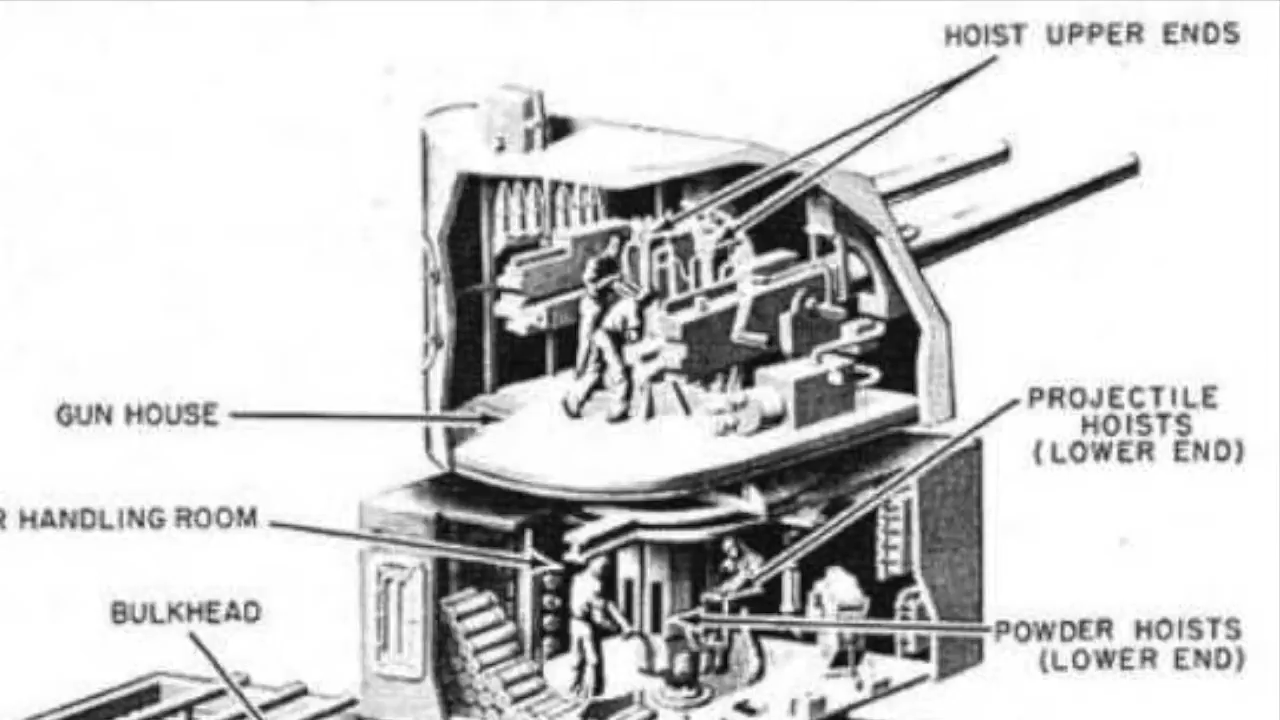 HOIST UPPER ENDS
GUN HOUSE
PROJECTILE
HOISTS
(LOWER END)
R HANDLING ROOM
BULKHEAD
POWDER HOISTS
(LOWER END)